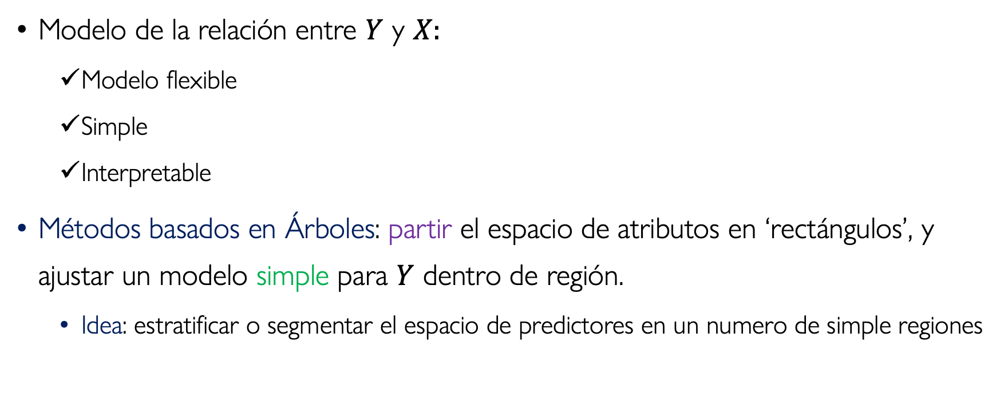 • Modelo de la relación entre Y y X:
✓Modelo flexible
✓Simple
✓Interpretable
• Métodos basados en Árboles: partir el espacio de atributos en ‘rectángulos’, y
ajustar un modelo simple para Y dentro de región.
• Idea: estratificar o segmentar el espacio de predictores en un numero de simple regiones